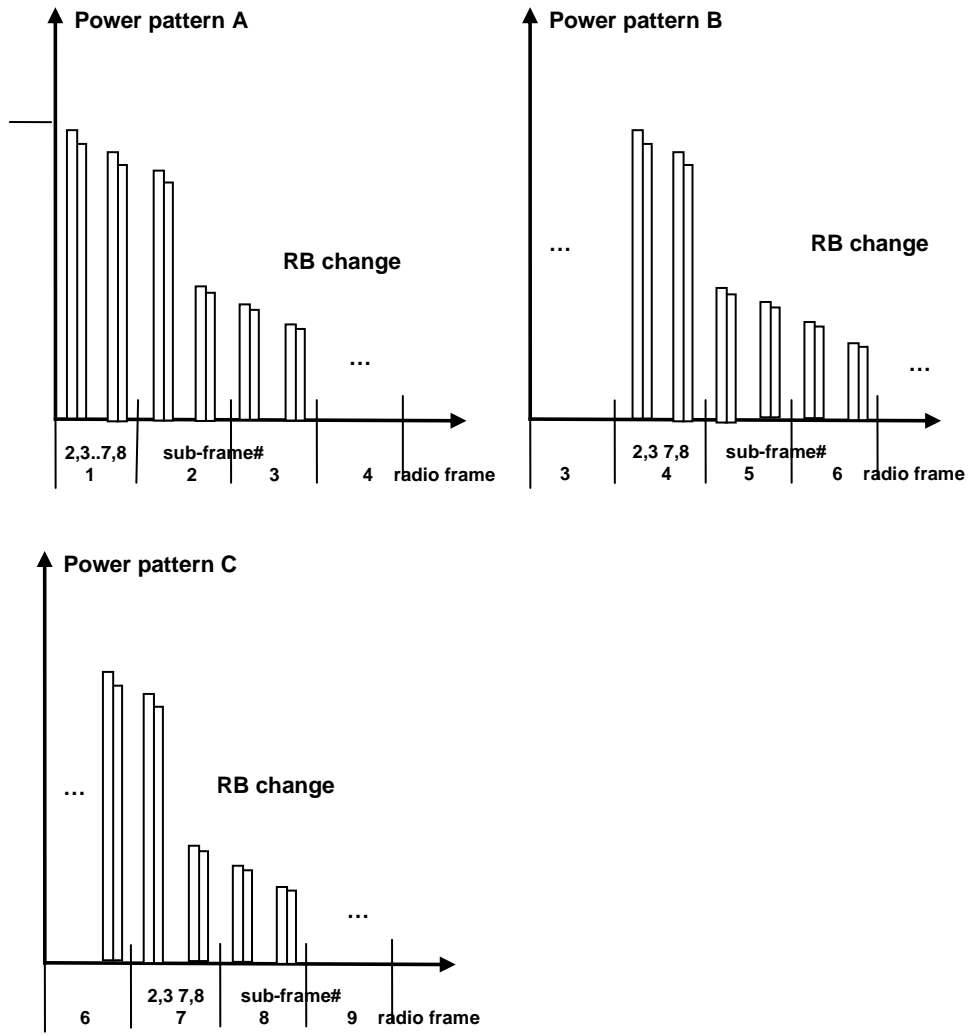 Power pattern A
RB change
...
2,3..7,8 sub-frame#
1 2 3 4 radio frame
Power pattern B
...
RB change
...
2,3 7,8 sub-frame#
3 4 5 6 radio frame
Power pattern C
...
RB change
...
2,3 7,8 sub-frame#
6 7 8 9 radio frame